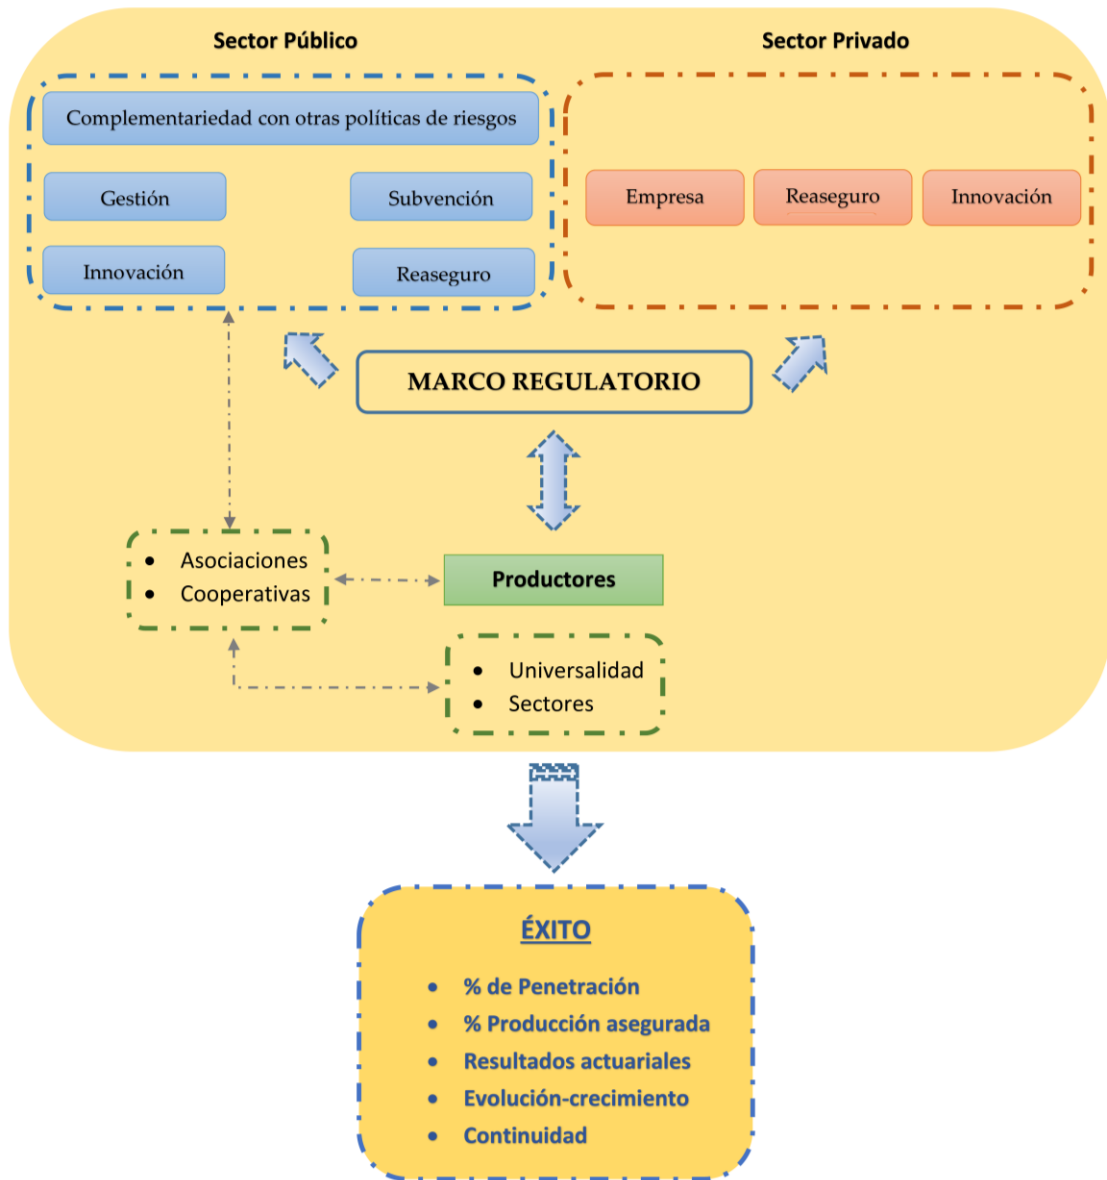 Sector Público
Sector Privado
Complementariedad con otras políticas de riesgos
Gestión
Subvención
Innovación
Reaseguro
Empresa
Reaseguro
Innovación
MARCO REGULATORIO
• Asociaciones
• Cooperativas
Productores
• Universalidad
• Sectores
ÉXITO
• % de Penetración
• % Producción asegurada
• Resultados actuariales
• Evolución-crecimiento
• Continuidad